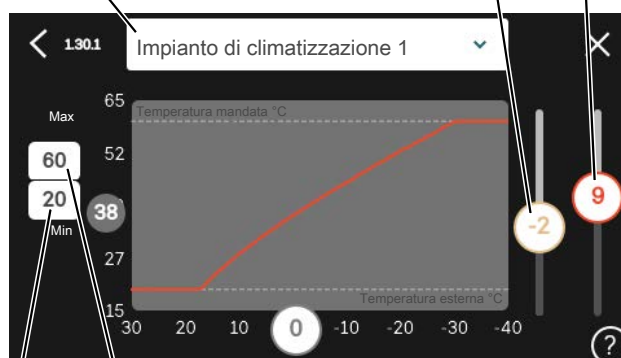 1.30.1
Impianto di climatizzazione 1
Max
60
20
Min
65
52
38
27
15
Temperatura mandata °C
Temperatura esterna °C
-2
9
30 20 10 0 -10 -20 -30 -40
?